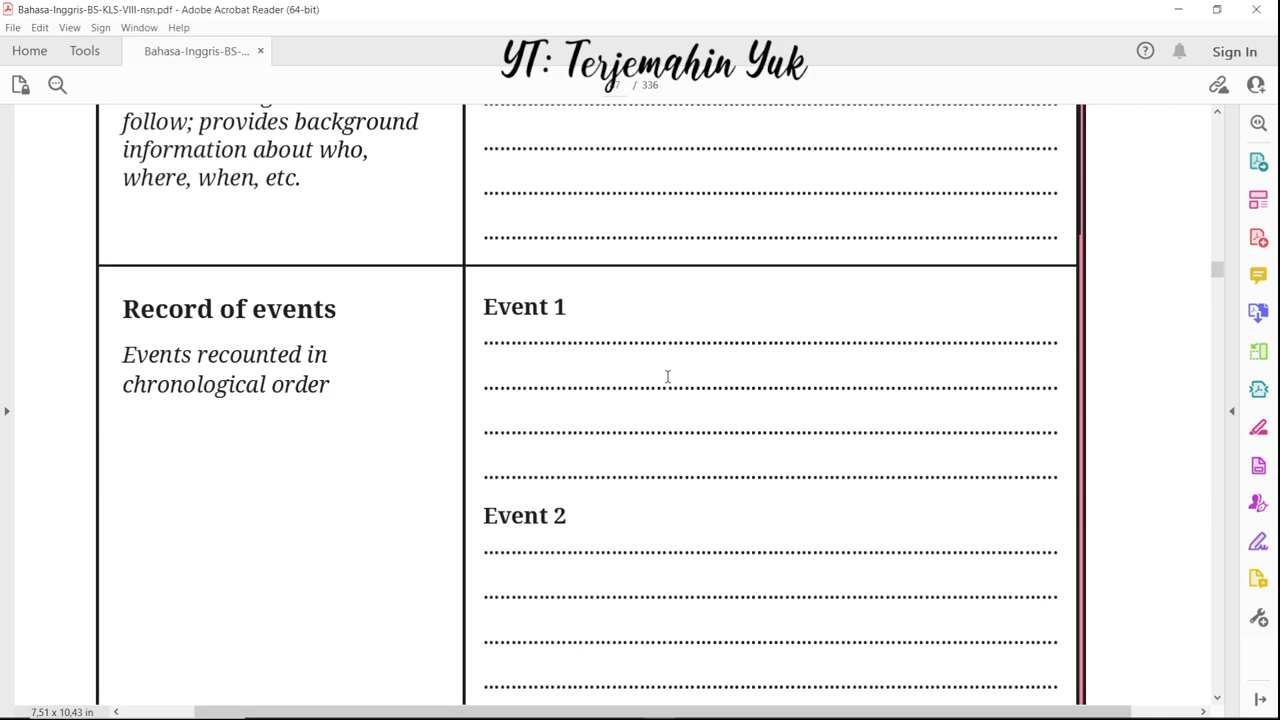 Bahasa-Inggris-BS-KLS-VIII-nsn.pdf - Adobe Acrobat Reader (64-bit)
File Edit View Sign Window Help
Home Tools Bahasa-Inggris-BS-... × Sign In
YT: Terjemahin Yuk
/ 336
follow; provides background
information about who,
where, when, etc.
Record of events
Events recounted in
chronological order
Event 1
Event 2
7,51 x 10,43 in